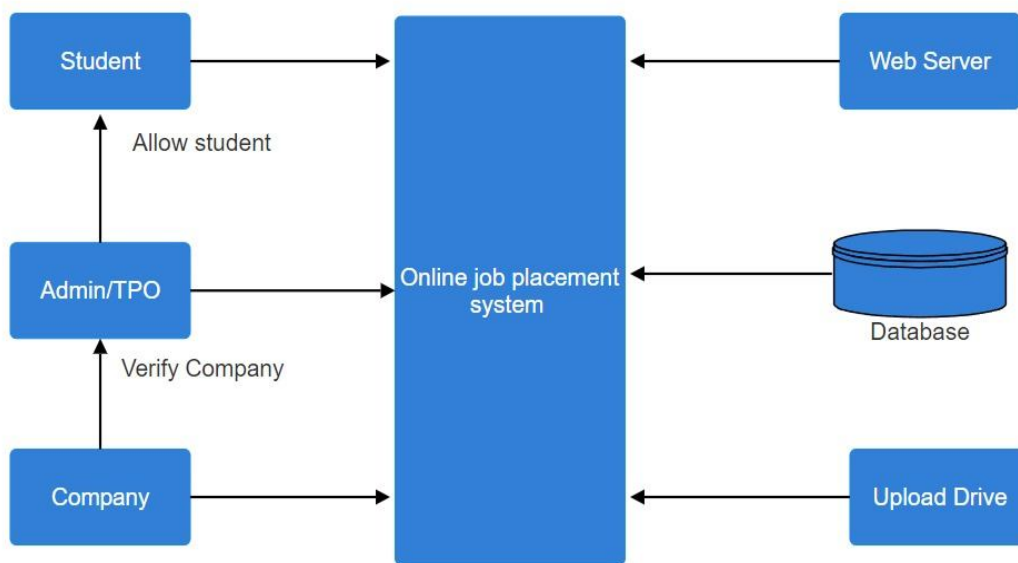 Student
Web Server
Allow student
Admin/TPO
Online job placement
system
Database
Verify Company
Company
Upload Drive